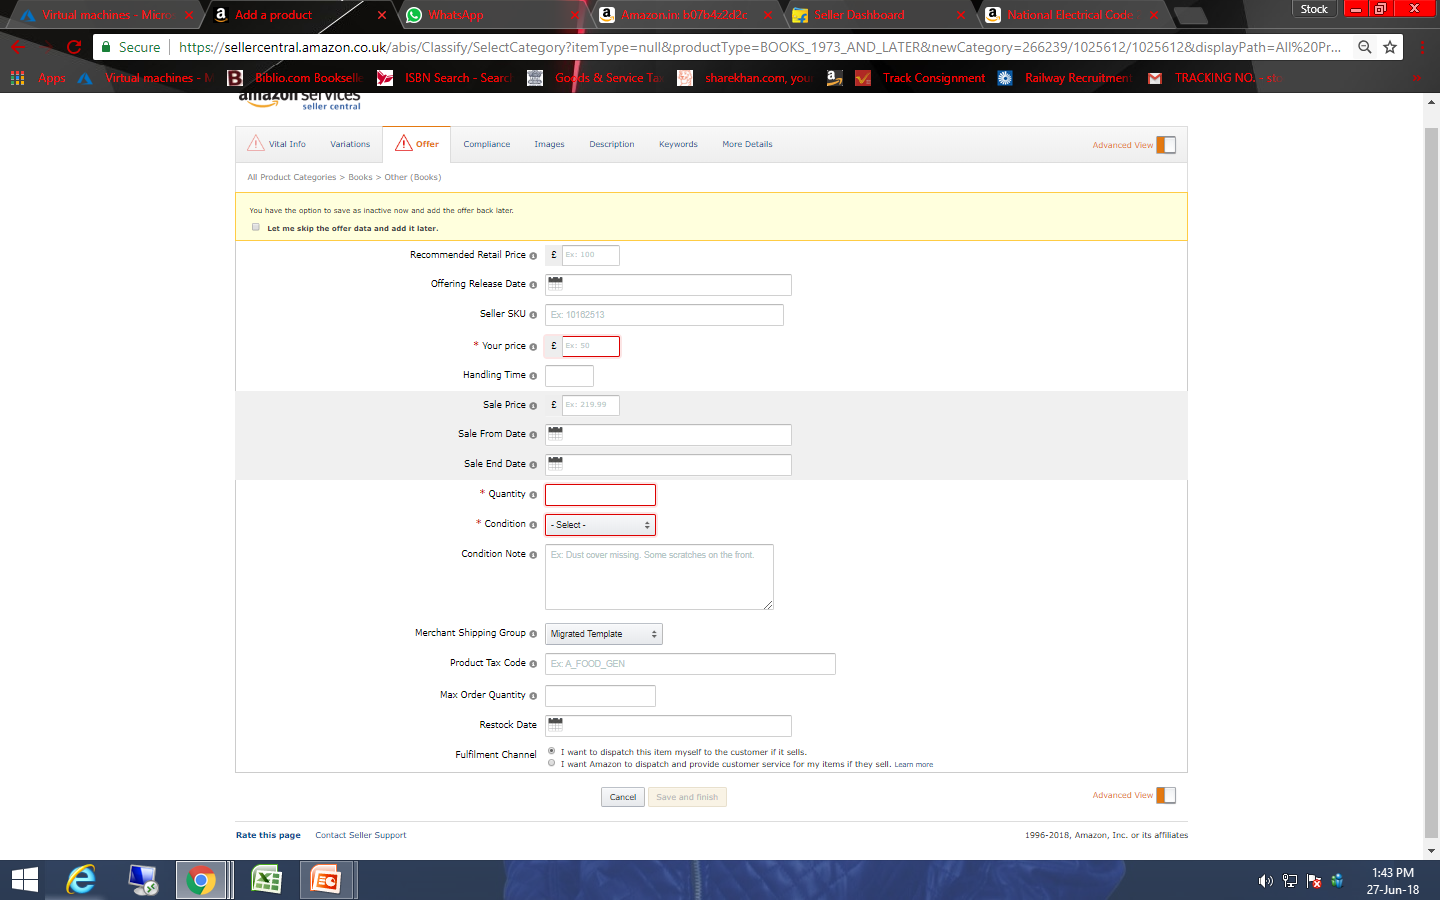 Virtual machines - Micros
Add a product
WhatsApp
Amazon.in: b07b4z2d2c
Seller Dashboard
National Electrical Code
Stock
Secure
https://sellercentral.amazon.co.uk/abis/Classify/SelectCategory?itemType=null&productType=BOOKS_1973_AND_LATER&newCategory=266239/1025612/1025612&displayPath=All%20Pr...
Apps
Virtual machines - M
Biblio.com Bookselle
ISBN Search - Searc
Goods & Service Tax
sharekhan.com, your
Track Consignment
Railway Recruitment
TRACKING NO. - sh
amazon services
seller central
Vital Info
Variations
Offer
Compliance
Images
Description
Keywords
More Details
Advanced View
All Product Categories > Books > Other (Books)
You have the option to save as inactive now and add the offer back later.
Let me skip the offer data and add it later.
Recommended Retail Price £ Ex: 100
Offering Release Date
Seller SKU Ex: 10162513
* Your price £ Ex: 50
Handling Time
Sale Price £ Ex: 219.99
Sale From Date
Sale End Date
* Quantity
* Condition - Select -
Condition Note Ex: Dust cover missing. Some scratches on the front.
Merchant Shipping Group Migrated Template
Product Tax Code Ex: A_FOOD_GEN
Max Order Quantity
Restock Date
Fulfilment Channel I want to dispatch this item myself to the customer if it sells.
I want Amazon to dispatch and provide customer service for my items if they sell. Learn more
Cancel Save and finish
Advanced View
Rate this page Contact Seller Support
1996-2018, Amazon, Inc. or its affiliates
1:43 PM
27-Jun-18